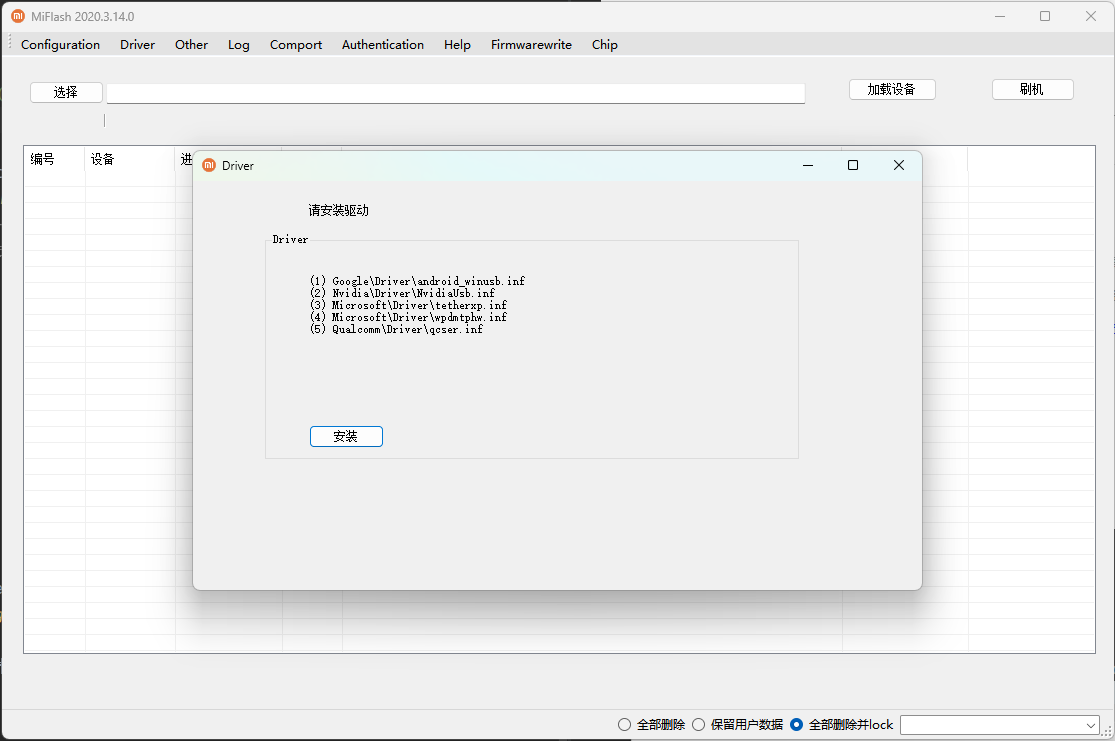 MiFlash 2020.3.14.0
Configuration Driver Other Log Comport Authentication Help Firmwarewrite Chip
选择 加载设备 刷机
编号 设备 进
Driver
请安装驱动
Driver
(1) Google\Driver\android_winusb.inf
(2) Nvidia\Driver\NvidiaUsb.inf
(3) Microsoft\Driver\tetherxp.inf
(4) Microsoft\Driver\wpdmtphw.inf
(5) Qualcomm\Driver\qcser.inf
安装
全部删除 保留用户数据 全部删除并lock